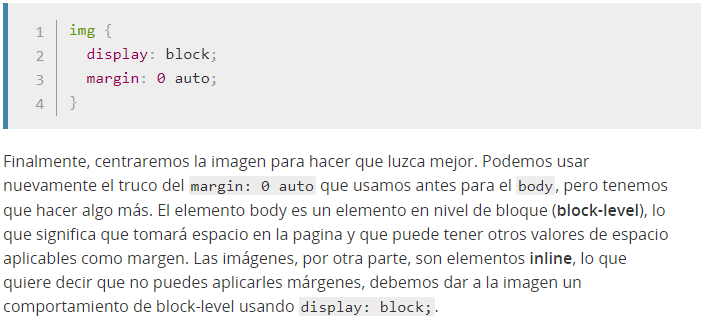 1 img {
2 display: block;
3 margin: 0 auto;
4 }
Finalmente, centraremos la imagen para hacer que luzca mejor. Podemos usar
nuevamente el truco del margin: 0 auto que usamos antes para el body, pero tenemos
que hacer algo más. El elemento body es un elemento en nivel de bloque (block-level), lo
que significa que tomará espacio en la pagina y que puede tener otros valores de espacio
aplicables como margen. Las imágenes, por otra parte, son elementos inline, lo que
quiere decir que no puedes aplicarles márgenes, debemos dar a la imagen un
comportamiento de block-level usando display: block;.